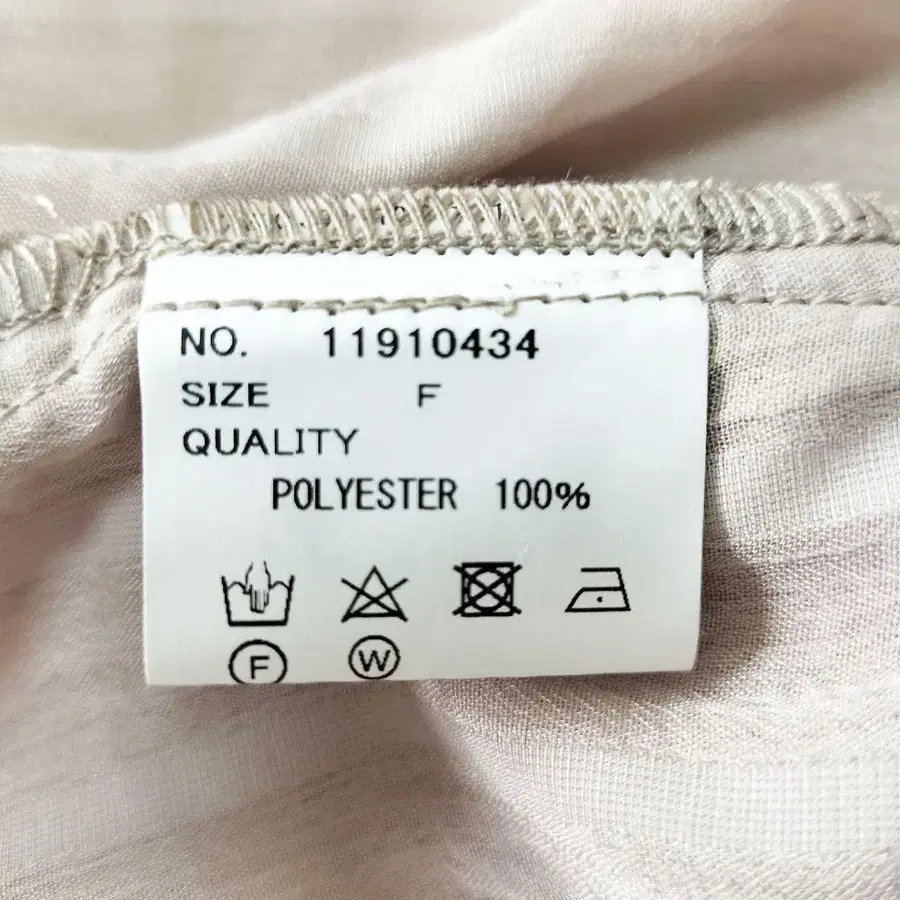 NO. 11910434
SIZE F
QUALITY
POLYESTER 100%
F W